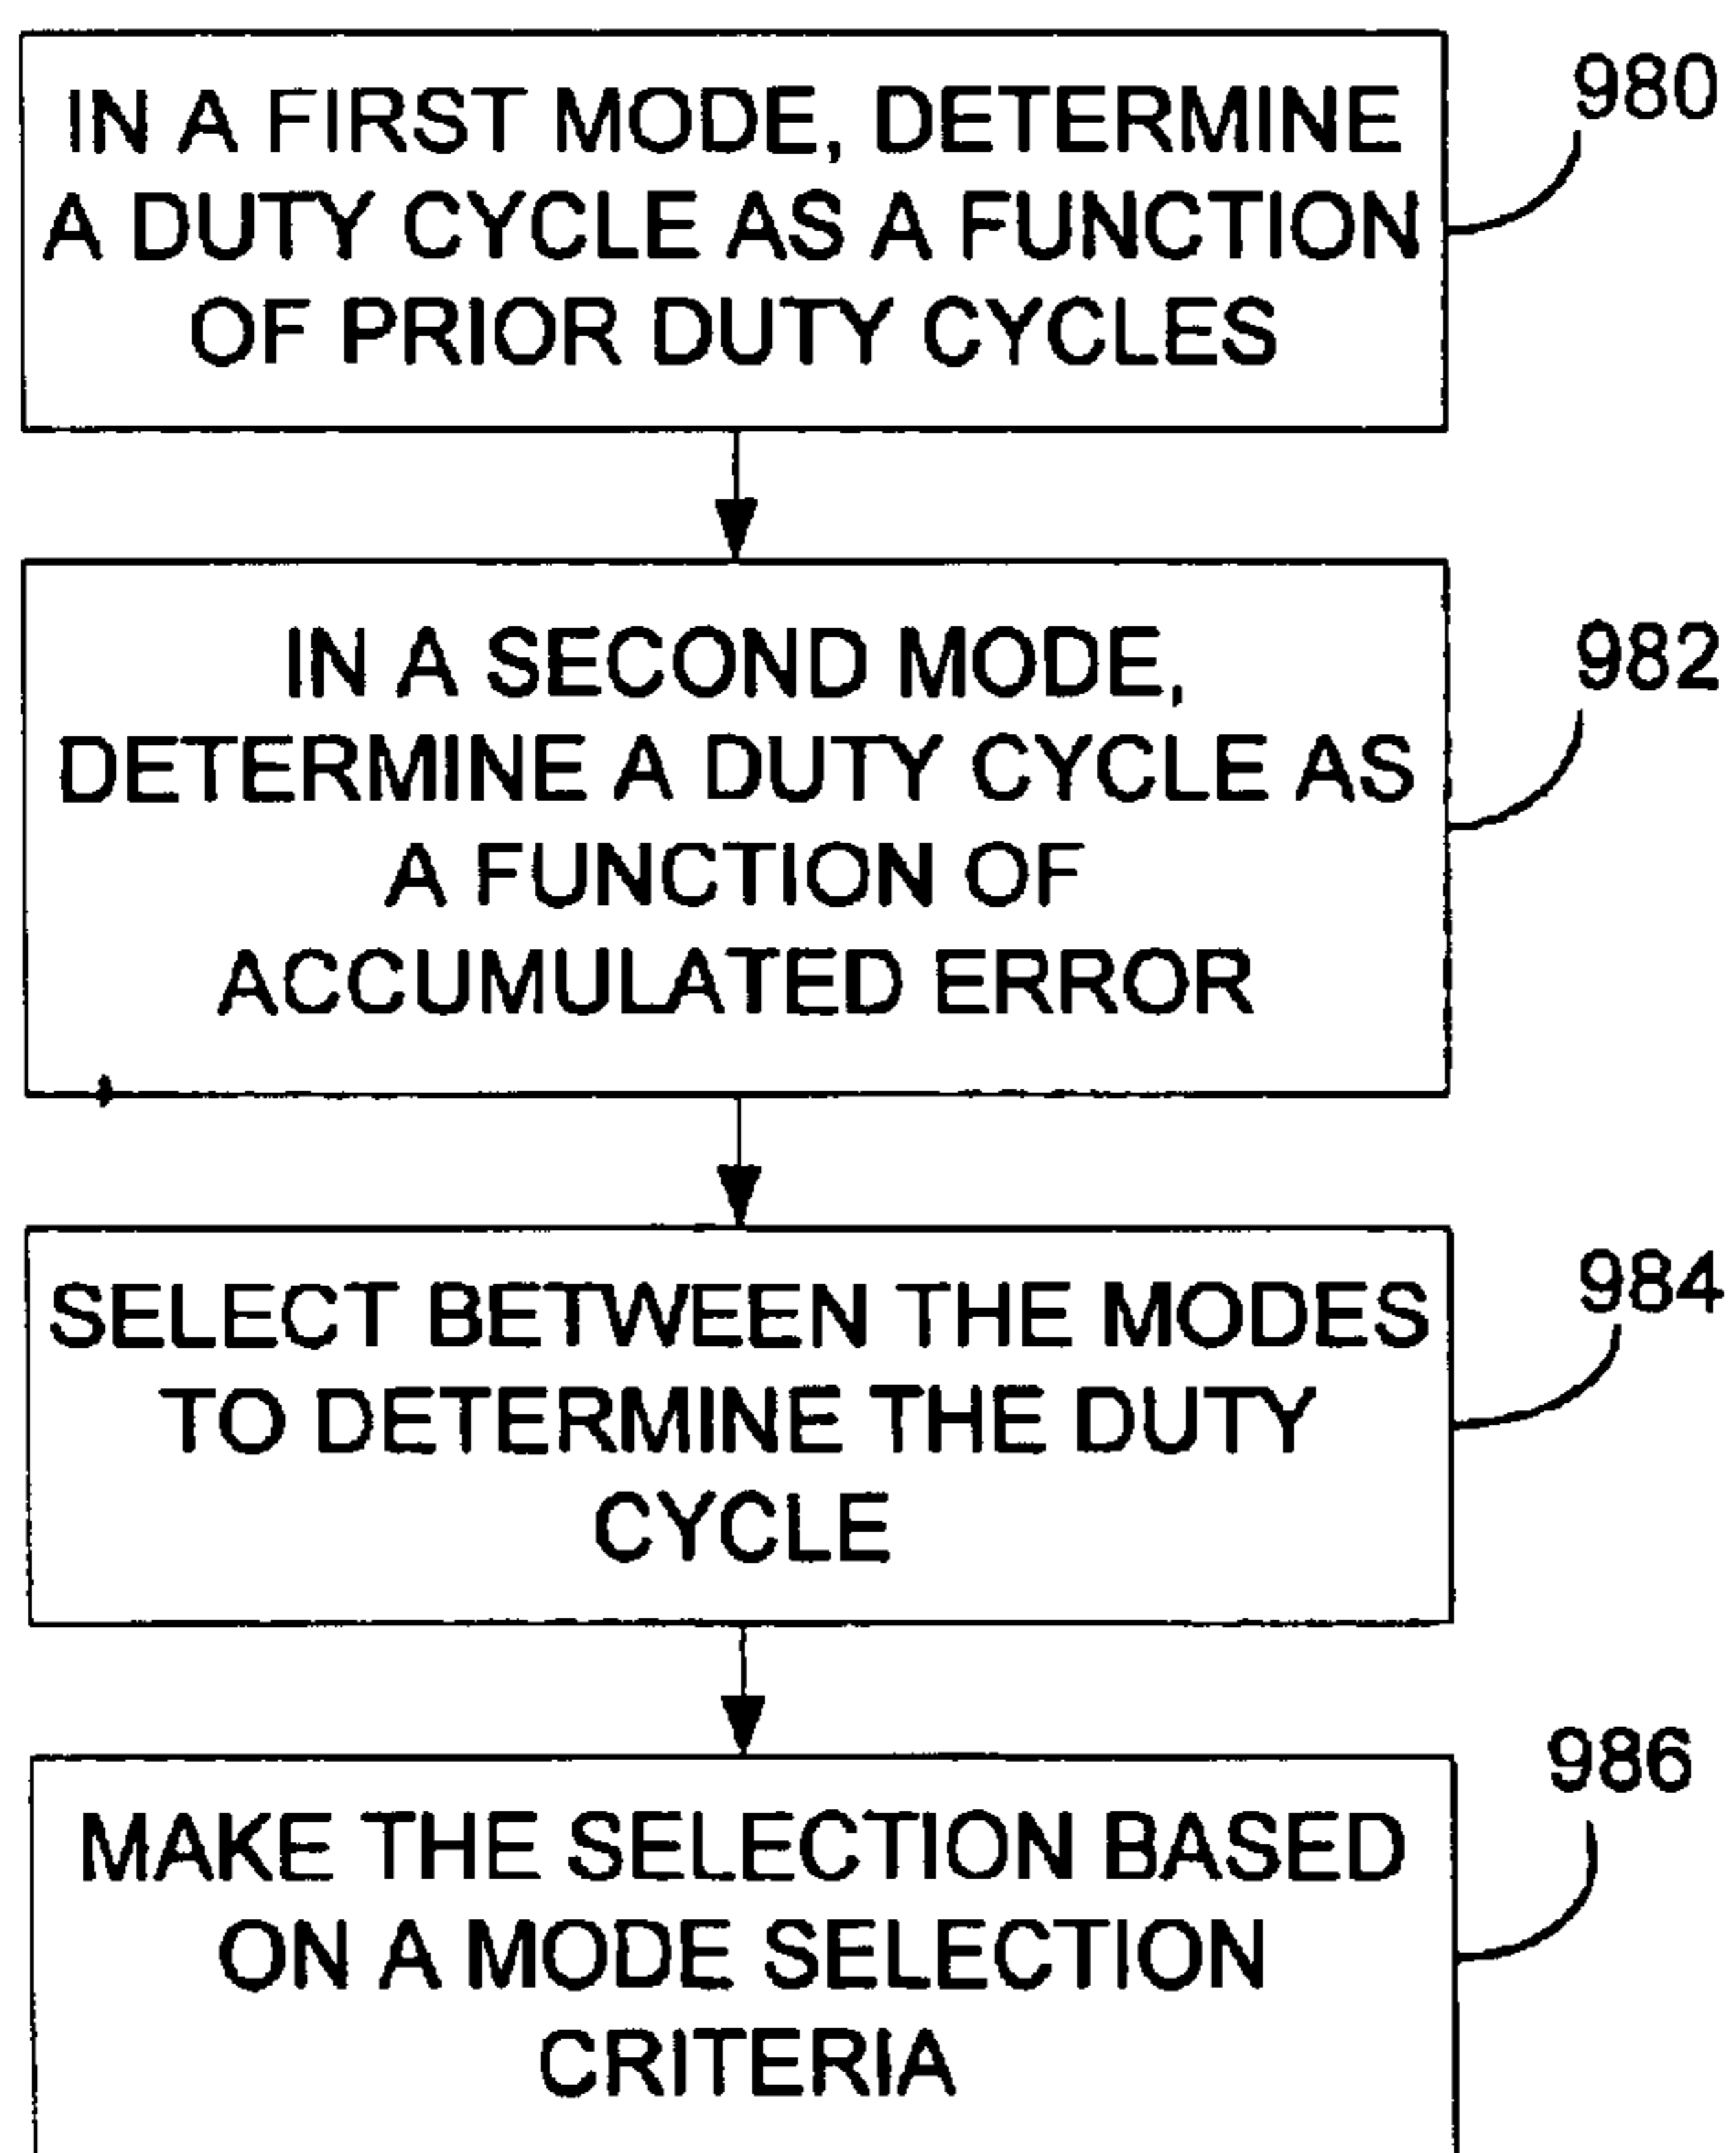 IN A FIRST MODE, DETERMINE
A DUTY CYCLE AS A FUNCTION
OF PRIOR DUTY CYCLES
980
IN A SECOND MODE,
DETERMINE A DUTY CYCLE AS
A FUNCTION OF
ACCUMULATED ERROR
982
SELECT BETWEEN THE MODES
TO DETERMINE THE DUTY
CYCLE
984
MAKE THE SELECTION BASED
ON A MODE SELECTION
CRITERIA
986